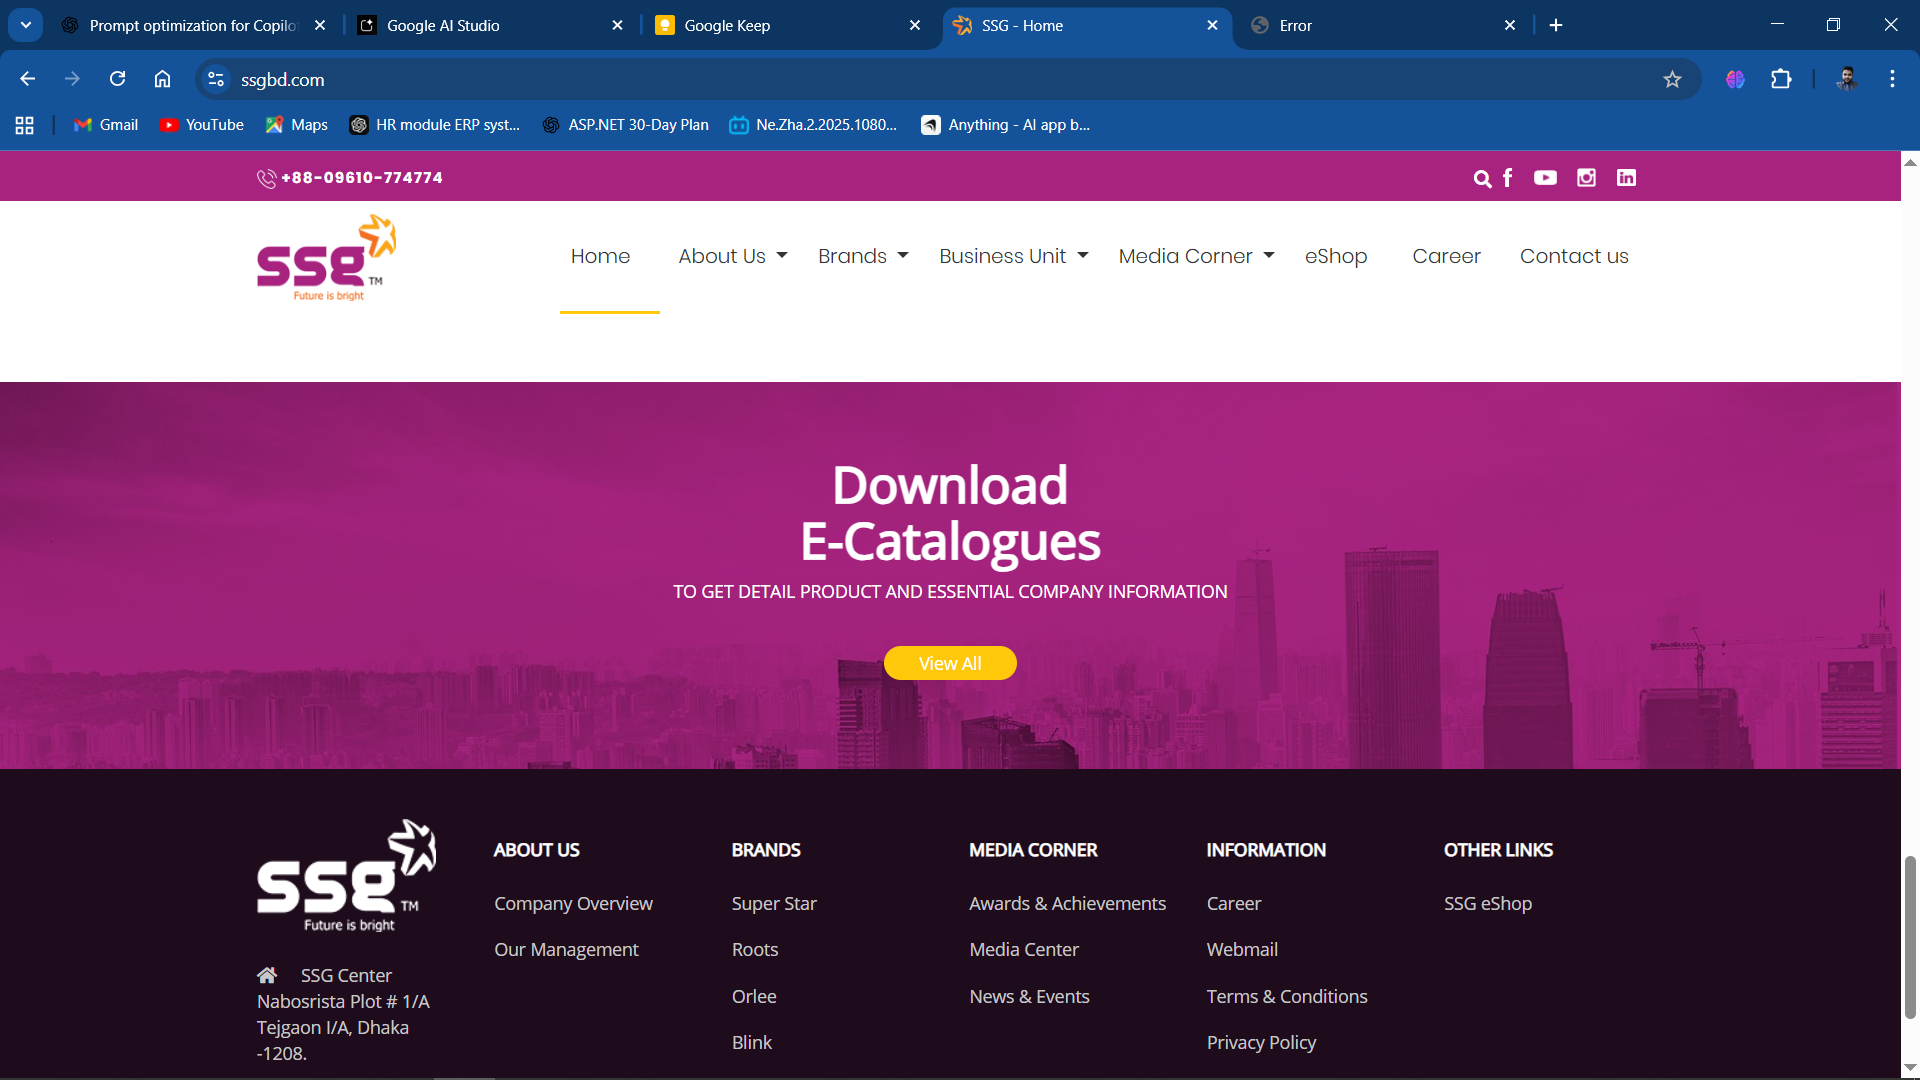 Prompt optimization for Copilo
Google AI Studio
Google Keep
SSG - Home
Error
ssgbd.com
Gmail
YouTube
Maps
HR module ERP syst...
ASP.NET 30-Day Plan
Ne.Zha.2.2025.1080...
Anything - AI app b...
+88-09610-774774
ssg TM
Future is bright
Home
About Us
Brands
Business Unit
Media Corner
eShop
Career
Contact us
Download
E-Catalogues
TO GET DETAIL PRODUCT AND ESSENTIAL COMPANY INFORMATION
View All
ssg TM
Future is bright
SSG Center
Nabosrista Plot # 1/A
Tejgaon I/A, Dhaka
-1208.
ABOUT US
Company Overview
Our Management
BRANDS
Super Star
Roots
Orlee
Blink
MEDIA CORNER
Awards & Achievements
Media Center
News & Events
INFORMATION
Career
Webmail
Terms & Conditions
Privacy Policy
OTHER LINKS
SSG eShop